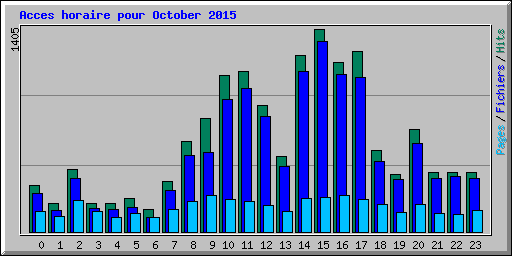 Acces horaire pour October 2015
1405
Pages / Fichiers / Hits
0 1 2 3 4 5 6 7 8 9 10 11 12 13 14 15 16 17 18 19 20 21 22 23